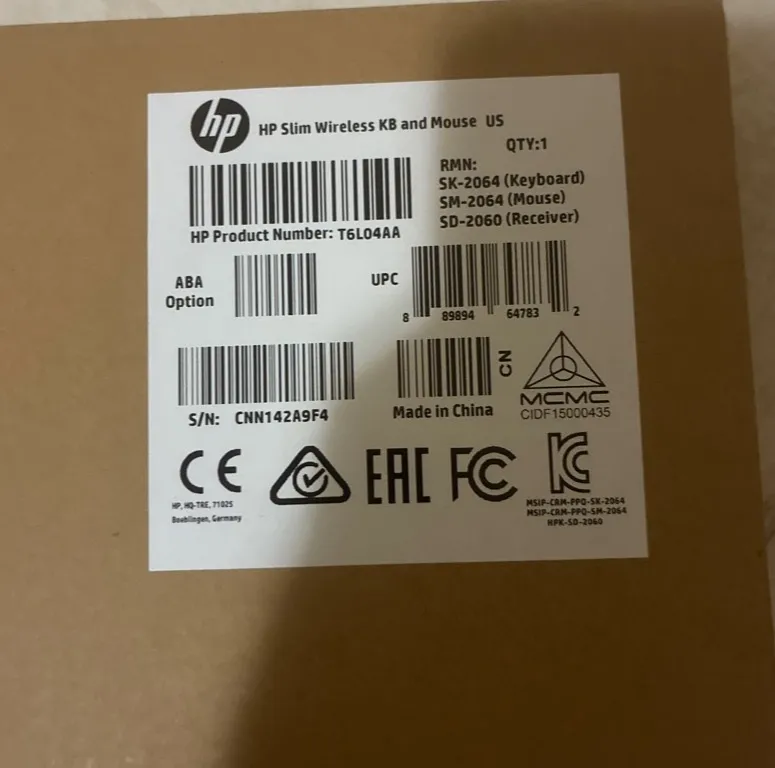 hp HP Slim Wireless KB and Mouse US
QTY:1
RMN:
SK-2064 (Keyboard)
SM-2064 (Mouse)
SD-2060 (Receiver)
HP Product Number: T6L04AA
ABA
Option
UPC
8 89894 64783 2
S/N: CNN142A9F4
Made in China
CN
MCMC
CIDF15000435
CE
EAC
FC
KC
HP, HQ-TRE, 71025
Boeblingen, Germany
MSIP-CRM-PPQ-SK-2064
MSIP-CRM-PPQ-SM-2064
HPK-SD-2060